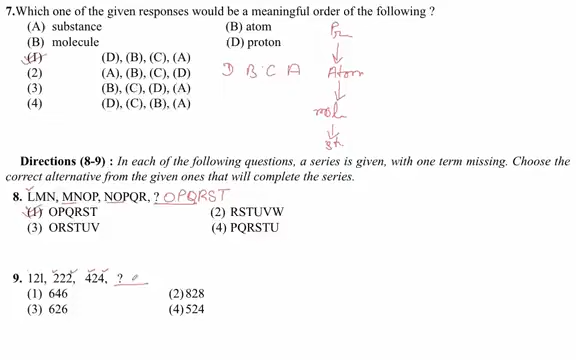 7.Which one of the given responses would be a meaningful order of the following ?
(A) substance (B) atom
(B) molecule (D) proton
(1) (D), (B), (C), (A)
(2) (A), (B), (C), (D)
(3) (B), (C), (D), (A)
(4) (D), (C), (B), (A)
D B C A
Atom
Directions (8-9) : In each of the following questions, a series is given, with one term missing. Choose the
correct alternative from the given ones that will complete the series.
8. LMN, MNOP, NOPQR, ? OPQRST
(1) OPQRST (2) RSTUVW
(3) ORSTUV (4) PQRSTU
9. 12l, 222, 424, ?
(1) 646 (2) 828
(3) 626 (4) 524